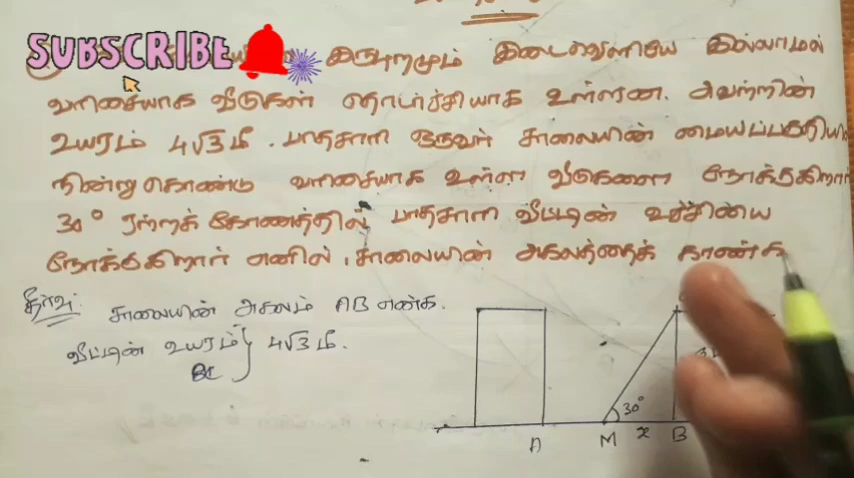 SUBSCRIBE இருபுறமும் இடைவெளியே இல்லாமல்
வரிசையாக வீடுகள் தொடர்ச்சியாக உள்ளன. அவற்றின்
உயரம் 4√3 மீ. பாதசாரி ஒருவர் சாலையின் மையப்பகுதியி
நின்று கொண்டு வரிசையாக உள்ள வீடுகளை நோக்குகிறார்
30° ஏற்றக் கோணத்தில் பாதசாரி வீட்டின் உச்சியை
நோக்குகிறார் எனில், சாலையின் அகலத்தைக் காண்க
தீர்வு: சாலையின் அகலம் AB என்க.
வீட்டின் உயரம் } 4√3 மீ.
BC
30°
A M x B